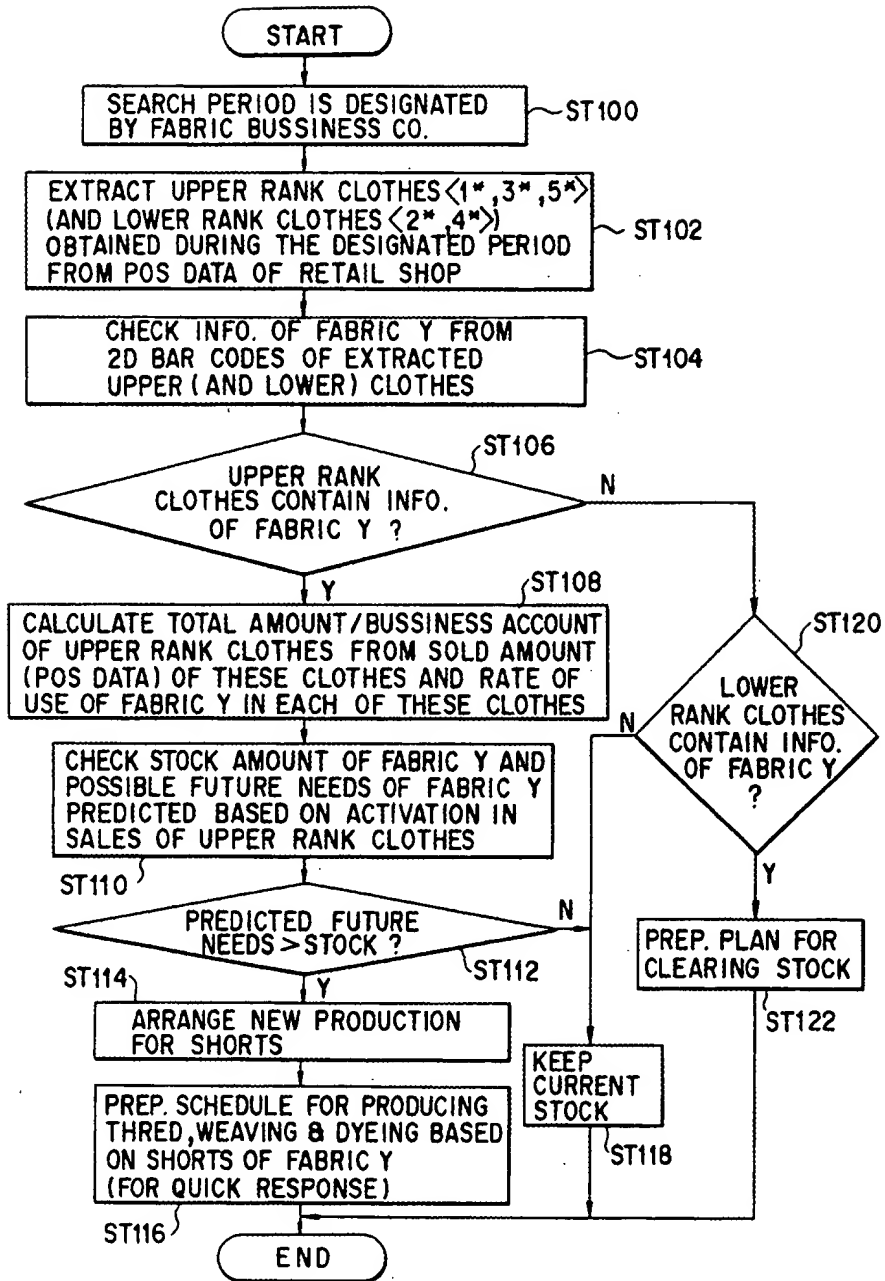 START
SEARCH PERIOD IS DESIGNATED
BY FABRIC BUSSINESS CO.
ST100
EXTRACT UPPER RANK CLOTHES〈1*,3*,5*〉
(AND LOWER RANK CLOTHES〈2*,4*〉)
OBTAINED DURING THE DESIGNATED PERIOD
FROM POS DATA OF RETAIL SHOP
ST102
CHECK INFO. OF FABRIC Y FROM
2D BAR CODES OF EXTRACTED
UPPER (AND LOWER) CLOTHES
ST104
ST106
UPPER RANK
CLOTHES CONTAIN INFO.
OF FABRIC Y ?
N
Y
ST108
CALCULATE TOTAL AMOUNT/BUSSINESS ACCOUNT
OF UPPER RANK CLOTHES FROM SOLD AMOUNT
(POS DATA) OF THESE CLOTHES AND RATE OF
USE OF FABRIC Y IN EACH OF THESE CLOTHES
ST120
LOWER
RANK CLOTHES
CONTAIN INFO.
OF FABRIC Y
?
N
Y
CHECK STOCK AMOUNT OF FABRIC Y AND
POSSIBLE FUTURE NEEDS OF FABRIC Y
PREDICTED BASED ON ACTIVATION IN
SALES OF UPPER RANK CLOTHES
ST110
PREDICTED FUTURE
NEEDS > STOCK ?
N
ST112
Y
PREP. PLAN FOR
CLEARING STOCK
ST122
ST114
ARRANGE NEW PRODUCTION
FOR SHORTS
KEEP
CURRENT
STOCK
ST118
PREP. SCHEDULE FOR PRODUCING
THRED, WEAVING & DYEING BASED
ON SHORTS OF FABRIC Y
(FOR QUICK RESPONSE)
ST116
END